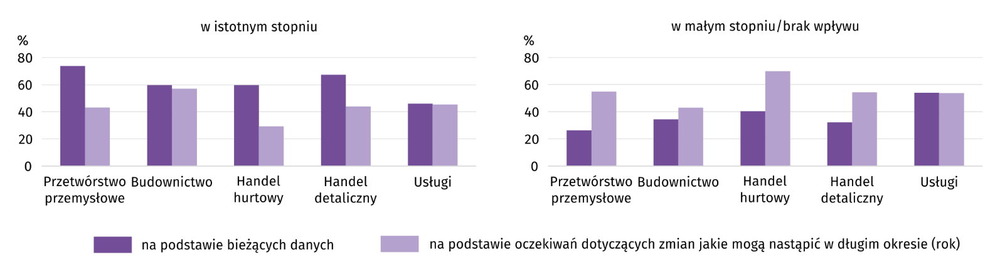 w istotnym stopniu
%
80
60
40
20
0
Przetwórstwo przemysłowe
Budownictwo
Handel hurtowy
Handel detaliczny
Usługi
w małym stopniu/brak wpływu
%
80
60
40
20
0
Przetwórstwo przemysłowe
Budownictwo
Handel hurtowy
Handel detaliczny
Usługi
na podstawie bieżących danych
na podstawie oczekiwań dotyczących zmian jakie mogą nastąpić w długim okresie (rok)